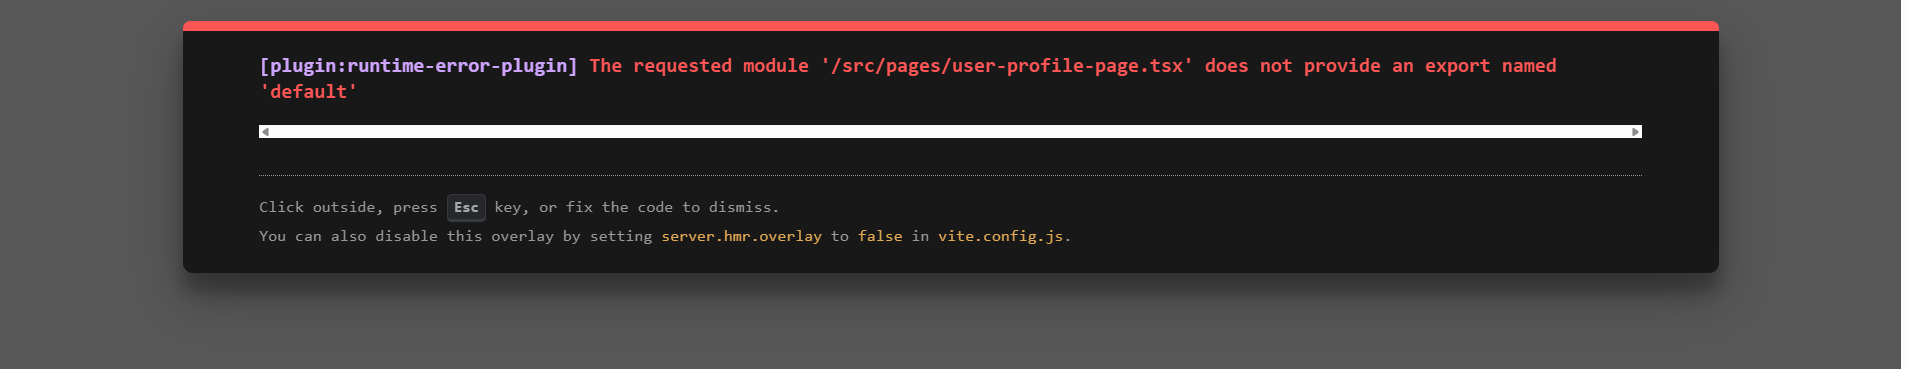 [plugin:runtime-error-plugin] The requested module '/src/pages/user-profile-page.tsx' does not provide an export named
'default'
Click outside, press Esc key, or fix the code to dismiss.
You can also disable this overlay by setting server.hmr.overlay to false in vite.config.js.